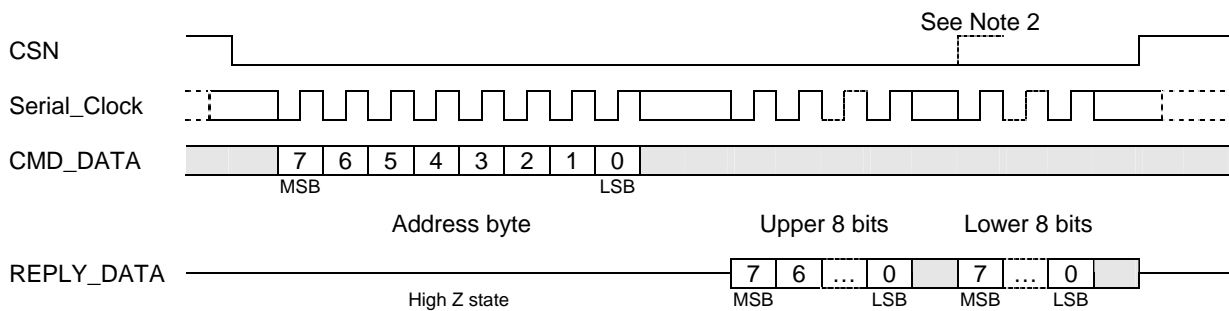 See Note 2
CSN
Serial_Clock
CMD_DATA 7 6 5 4 3 2 1 0
MSB LSB
Address byte Upper 8 bits Lower 8 bits
REPLY_DATA 7 6 … 0 7 … 0
High Z state MSB LSB MSB LSB